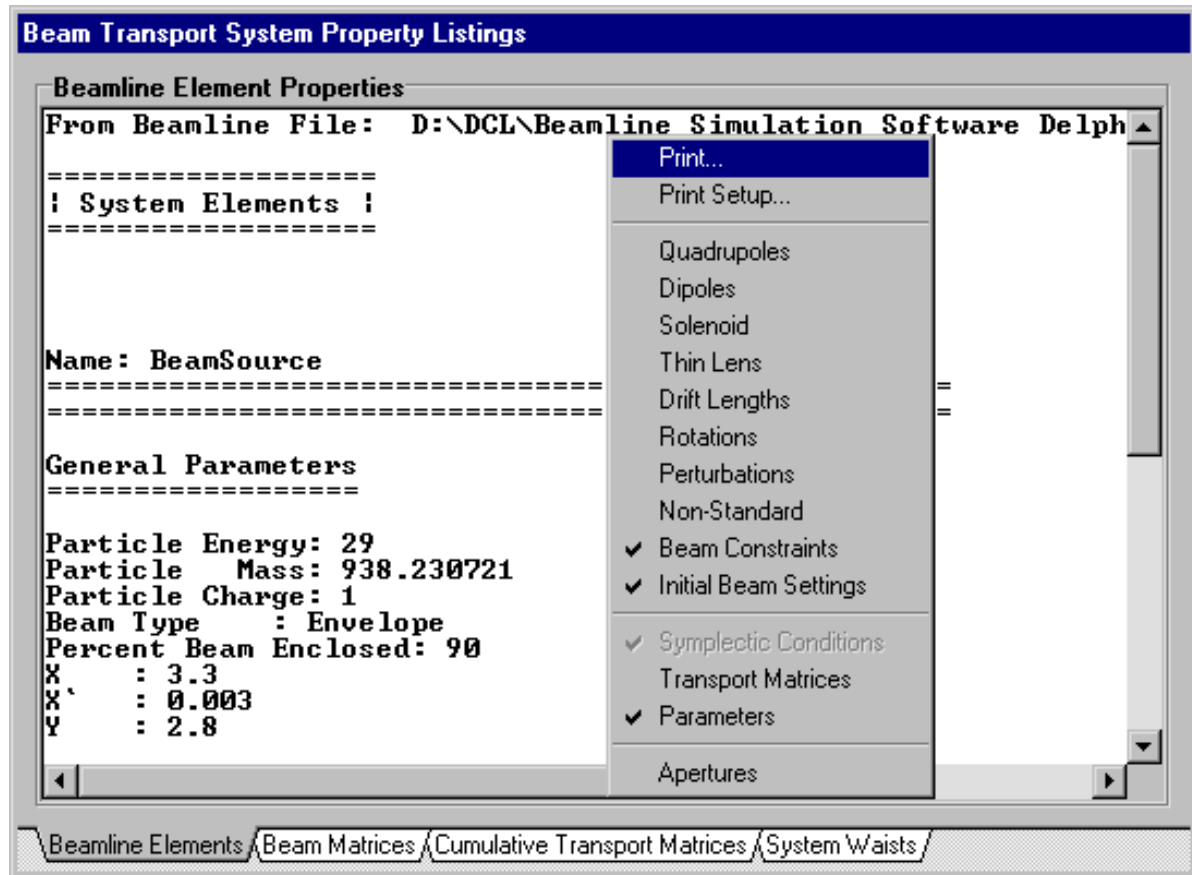 Beam Transport System Property Listings
Beamline Element Properties
From Beamline File:  D:\DCL\Beamline Simulation Software Delph
===================
¦ System Elements ¦
===================
Name: BeamSource
General Parameters
==================
Particle Energy: 29
Particle   Mass: 938.230721
Particle Charge: 1
Beam Type    : Envelope
Percent Beam Enclosed: 90
X    : 3.3
X`   : 0.003
Y    : 2.8
Print...
Print Setup...
Quadrupoles
Dipoles
Solenoid
Thin Lens
Drift Lengths
Rotations
Perturbations
Non-Standard
✓ Beam Constraints
✓ Initial Beam Settings
✓ Symplectic Conditions
Transport Matrices
✓ Parameters
Apertures
Beamline Elements Beam Matrices Cumulative Transport Matrices System Waists